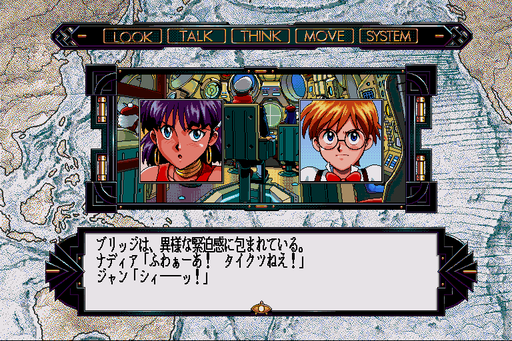 LOOK
TALK
THINK
MOVE
SYSTEM
ブリッジは、異様な緊迫感に包まれている。
ナディア「ふわぁーあ！　タイクツねえ！」
ジャン「シィ──ッ！」